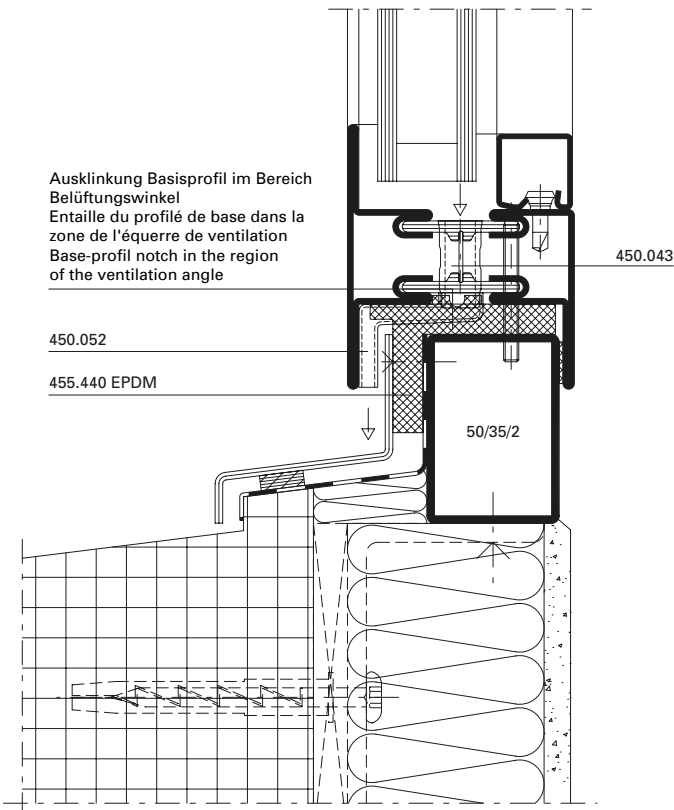 Ausklinkung Basisprofil im Bereich
Belüftungswinkel
Entaille du profilé de base dans la
zone de l'équerre de ventilation
Base-profil notch in the region
of the ventilation angle
450.043
450.052
455.440 EPDM
50/35/2